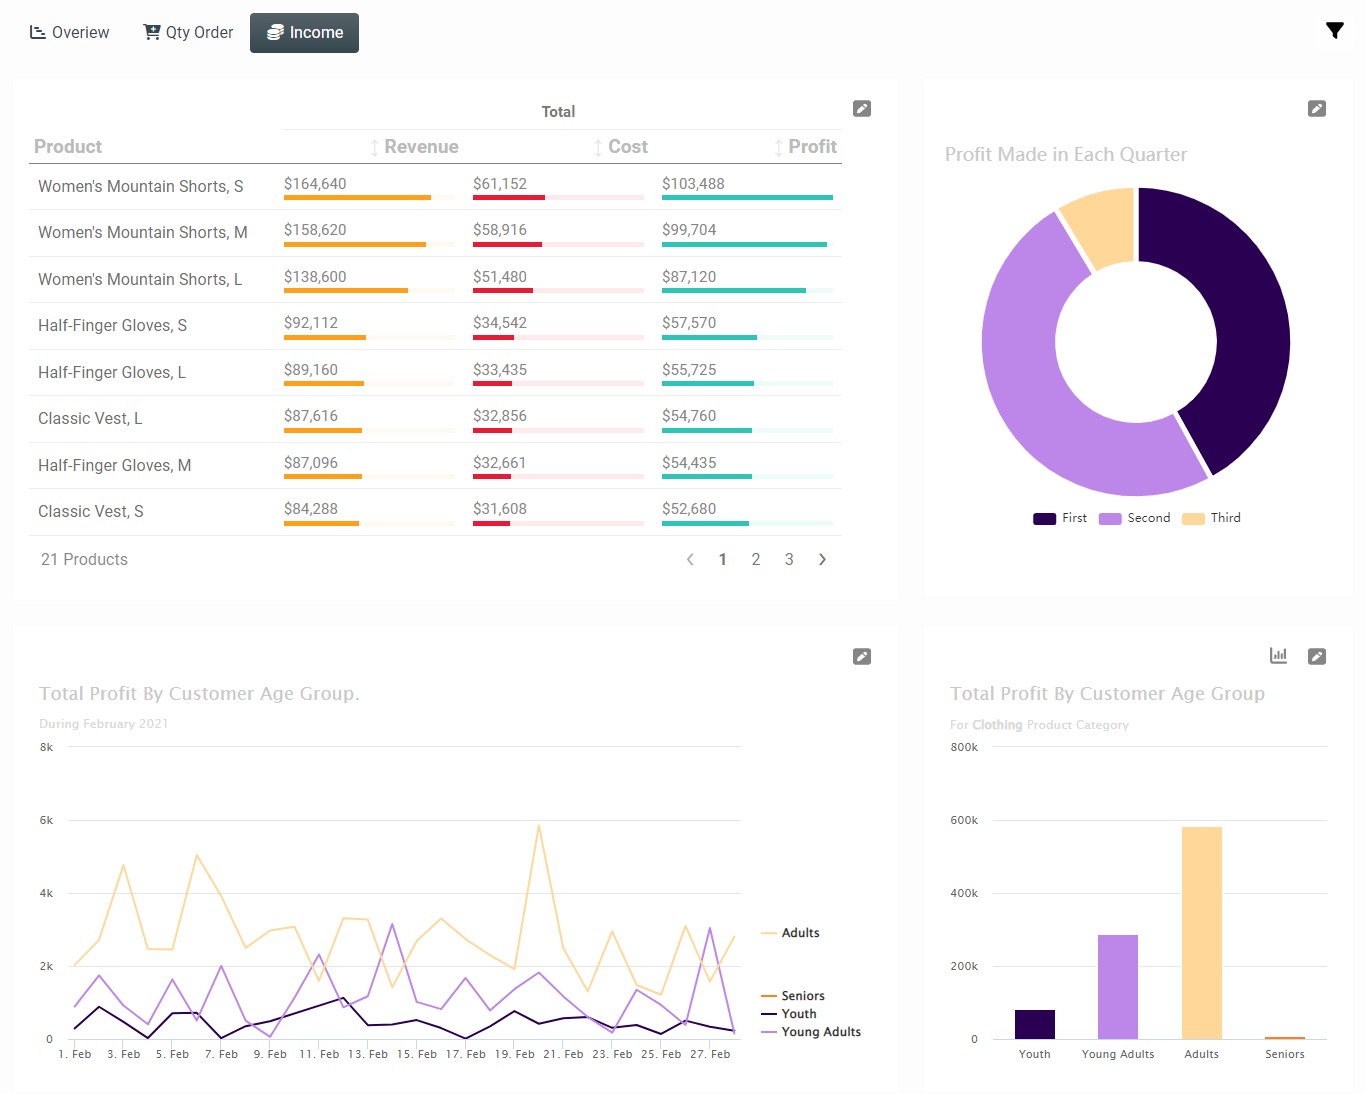 Overiew Qty Order Income
Total
Product Revenue Cost Profit
Women's Mountain Shorts, S $164,640 $61,152 $103,488
Women's Mountain Shorts, M $158,620 $58,916 $99,704
Women's Mountain Shorts, L $138,600 $51,480 $87,120
Half-Finger Gloves, S $92,112 $34,542 $57,570
Half-Finger Gloves, L $89,160 $33,435 $55,725
Classic Vest, L $87,616 $32,856 $54,760
Half-Finger Gloves, M $87,096 $32,661 $54,435
Classic Vest, S $84,288 $31,608 $52,680
21 Products 1 2 3
Profit Made in Each Quarter
First Second Third
Total Profit By Customer Age Group.
During February 2021
8k
6k
4k
2k
0
1. Feb 3. Feb 5. Feb 7. Feb 9. Feb 11. Feb 13. Feb 15. Feb 17. Feb 19. Feb 21. Feb 23. Feb 25. Feb 27. Feb
Adults
Seniors
Youth
Young Adults
Total Profit By Customer Age Group
For Clothing Product Category
800k
600k
400k
200k
0
Youth Young Adults Adults Seniors